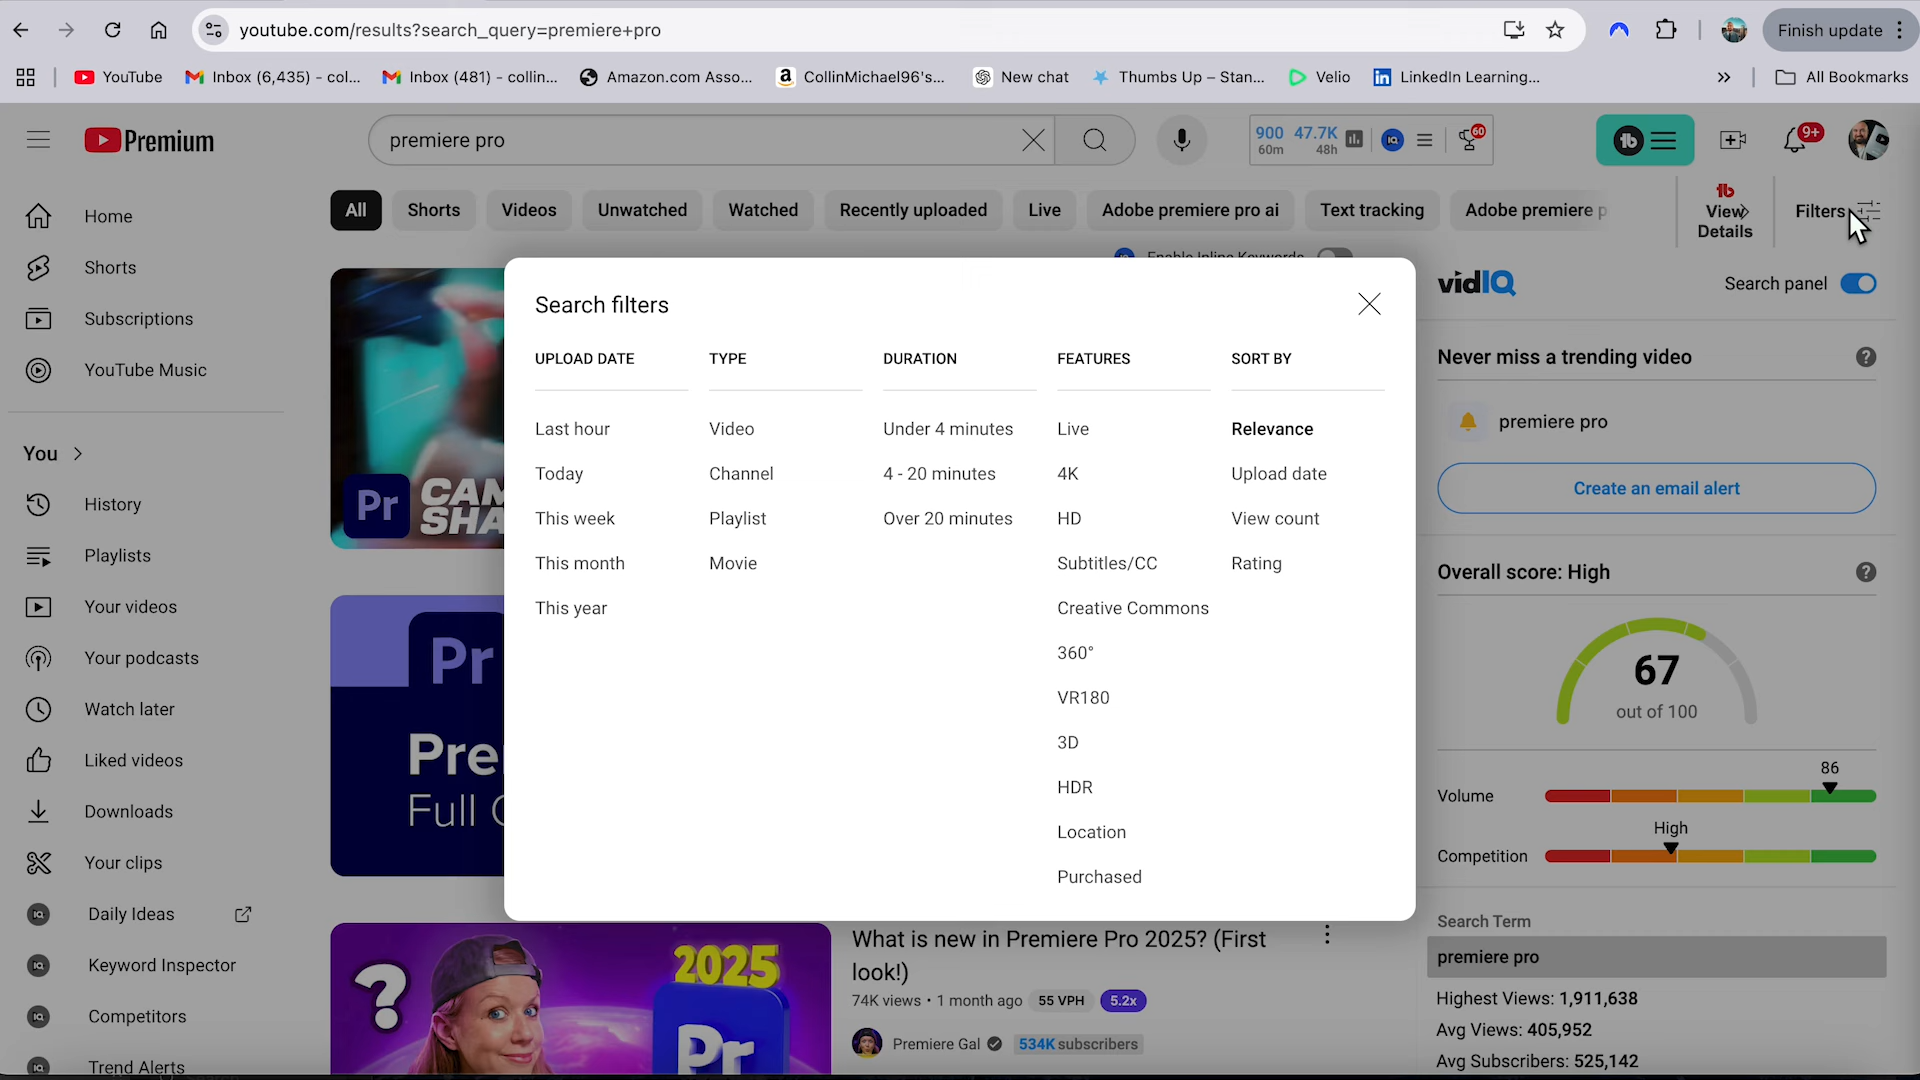 youtube.com/results?search_query=premiere+pro
Finish update
YouTube
Inbox (6,435) - col...
Inbox (481) - collin...
Amazon.com Asso...
CollinMichael96's...
New chat
Thumbs Up – Stan...
Velio
LinkedIn Learning...
All Bookmarks
Premium
premiere pro
900
60m
47.7K
48h
60
9+
All
Shorts
Videos
Unwatched
Watched
Recently uploaded
Live
Adobe premiere pro ai
Text tracking
Adobe premiere p
View
Details
Filters
Home
Shorts
Subscriptions
YouTube Music
You
History
Playlists
Your videos
Your podcasts
Watch later
Liked videos
Downloads
Your clips
Daily Ideas
Keyword Inspector
Competitors
Trend Alerts
Enable Inline Keywords
Pr
CAM
SHA
Pr
Pre
Full C
?
2025
Pr
Search filters
UPLOAD DATE
Last hour
Today
This week
This month
This year
TYPE
Video
Channel
Playlist
Movie
DURATION
Under 4 minutes
4 - 20 minutes
Over 20 minutes
FEATURES
Live
4K
HD
Subtitles/CC
Creative Commons
360°
VR180
3D
HDR
Location
Purchased
SORT BY
Relevance
Upload date
View count
Rating
What is new in Premiere Pro 2025? (First
look!)
74K views • 1 month ago 55 VPH 5.2x
Premiere Gal 534K subscribers
vidIQ
Search panel
Never miss a trending video
premiere pro
Create an email alert
Overall score: High
67
out of 100
86
Volume
High
Competition
Search Term
premiere pro
Highest Views: 1,911,638
Avg Views: 405,952
Avg Subscribers: 525,142